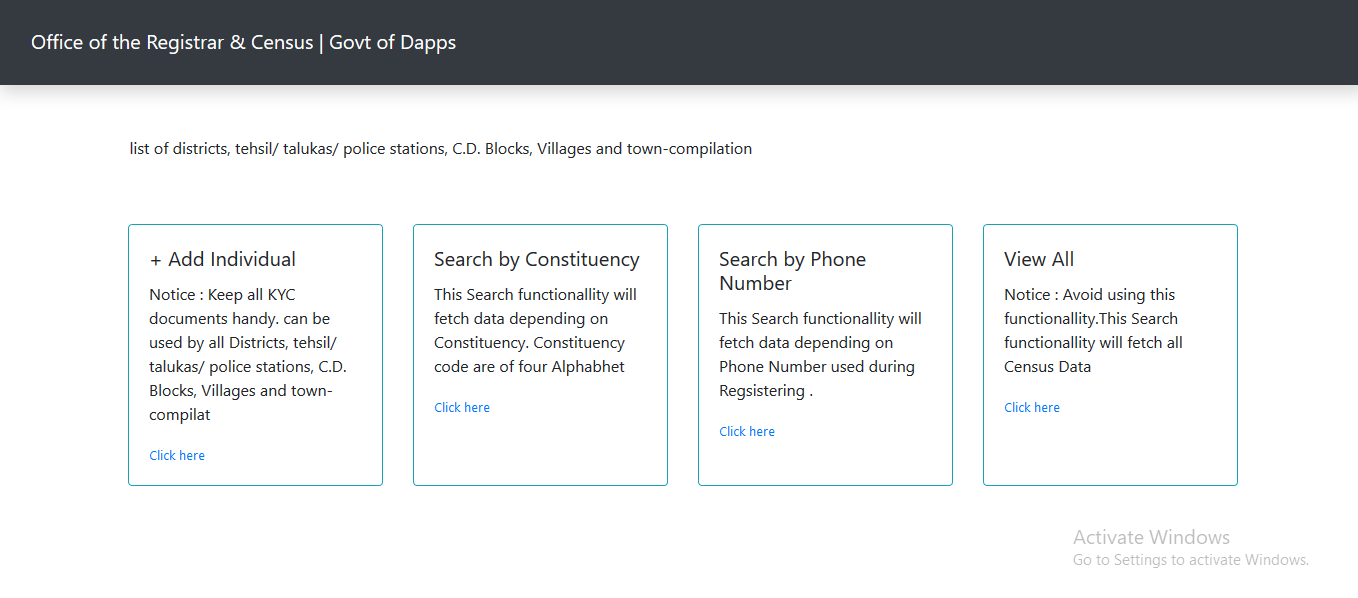 Office of the Registrar & Census | Govt of Dapps
list of districts, tehsil/ talukas/ police stations, C.D. Blocks, Villages and town-compilation
+ Add Individual
Notice : Keep all KYC
documents handy. can be
used by all Districts, tehsil/
talukas/ police stations, C.D.
Blocks, Villages and town-
compilat
Click here
Search by Constituency
This Search functionallity will
fetch data depending on
Constituency. Constituency
code are of four Alphabhet
Click here
Search by Phone
Number
This Search functionallity will
fetch data depending on
Phone Number used during
Regsistering .
Click here
View All
Notice : Avoid using this
functionallity.This Search
functionallity will fetch all
Census Data
Click here
Activate Windows
Go to Settings to activate Windows.